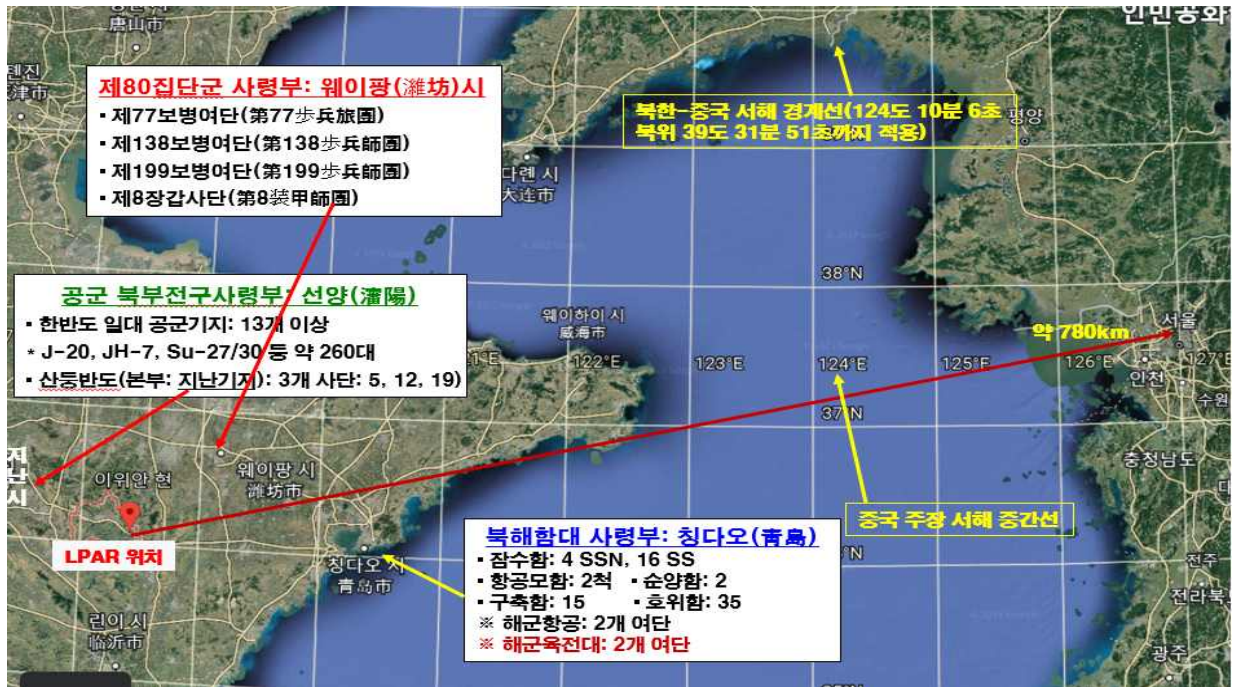 唐山市
인민공화
톈진
津市
제80집단군 사령부: 웨이팡(濰坊)시
▪ 제77보병여단(第77步兵旅團)
▪ 제138보병여단(第138步兵師團)
▪ 제199보병여단(第199步兵師團)
▪ 제8장갑사단(第8裝甲師團)
북한-중국 서해 경계선(124도 10분 6초
북위 39도 31분 51초까지 적용)
평양
다롄 시
大连市
공군 북부전구사령부: 선양(瀋陽)
▪ 한반도 일대 공군기지: 13개 이상
* J-20, JH-7, Su-27/30 등 약 260대
▪ 산둥반도(본부: 지난기지): 3개 사단: 5, 12, 19)
38°N
웨이하이 시
威海市
약 780km
서울
1°E
122°E
123°E
124°E
125°E
126°E
127°E
인천
수원
37°N
지난시
이위안 현
웨이팡 시
潍坊市
충청남도
LPAR 위치
중국 주장 서해 중간선
칭다오 시
青岛市
북해함대 사령부: 칭다오(靑島)
▪ 잠수함: 4 SSN, 16 SS
▪ 항공모함: 2척 ▪ 순양함: 2
▪ 구축함: 15 ▪ 호위함: 35
※ 해군항공: 2개 여단
※ 해군육전대: 2개 여단
°N
전주
전라북
린이 시
临沂市
광주